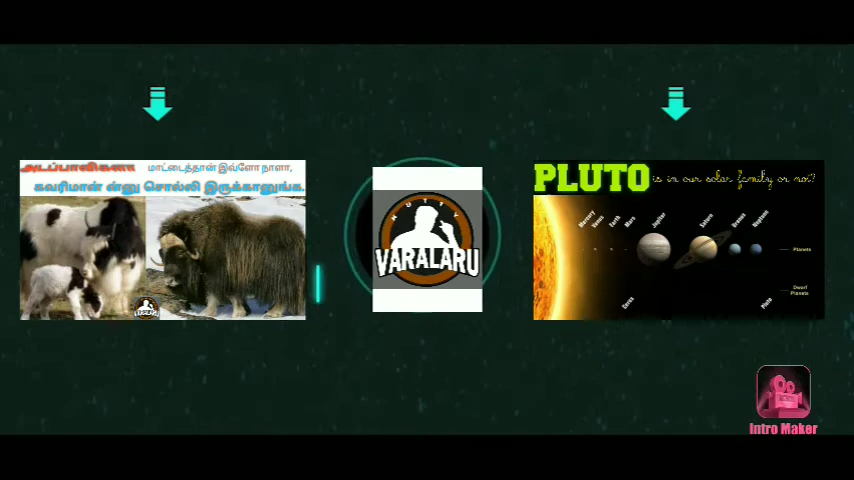 அடப்பாவிகளா மாட்டைத்தான் இவ்ளோ நாளா,
கவரிமான் ன்னு சொல்லி இருக்கானுங்க.
NUTTY
VARALARU
PLUTO is in our solar family or not?
Mercury
Venus
Earth
Mars
Jupiter
Saturn
Uranus
Neptune
Planets
Dwarf
Planets
Ceres
Pluto
Intro Maker